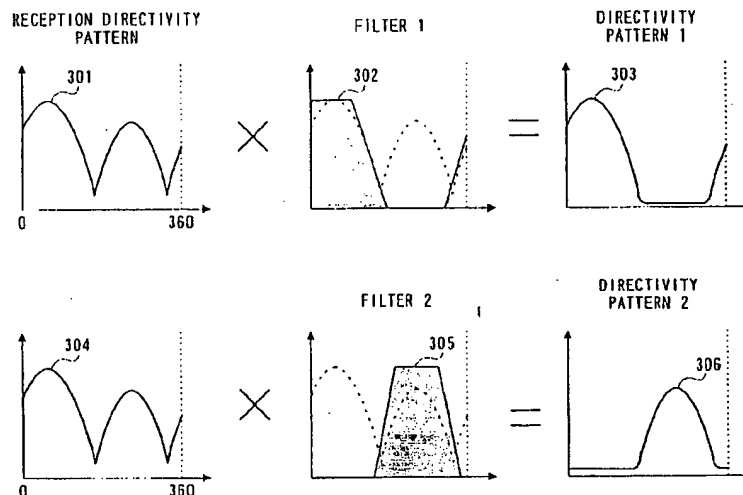 RECEPTION DIRECTIVITY
PATTERN
FILTER 1
DIRECTIVITY
PATTERN 1
301
302
303
0
360
FILTER 2
DIRECTIVITY
PATTERN 2
304
305
306
0
360